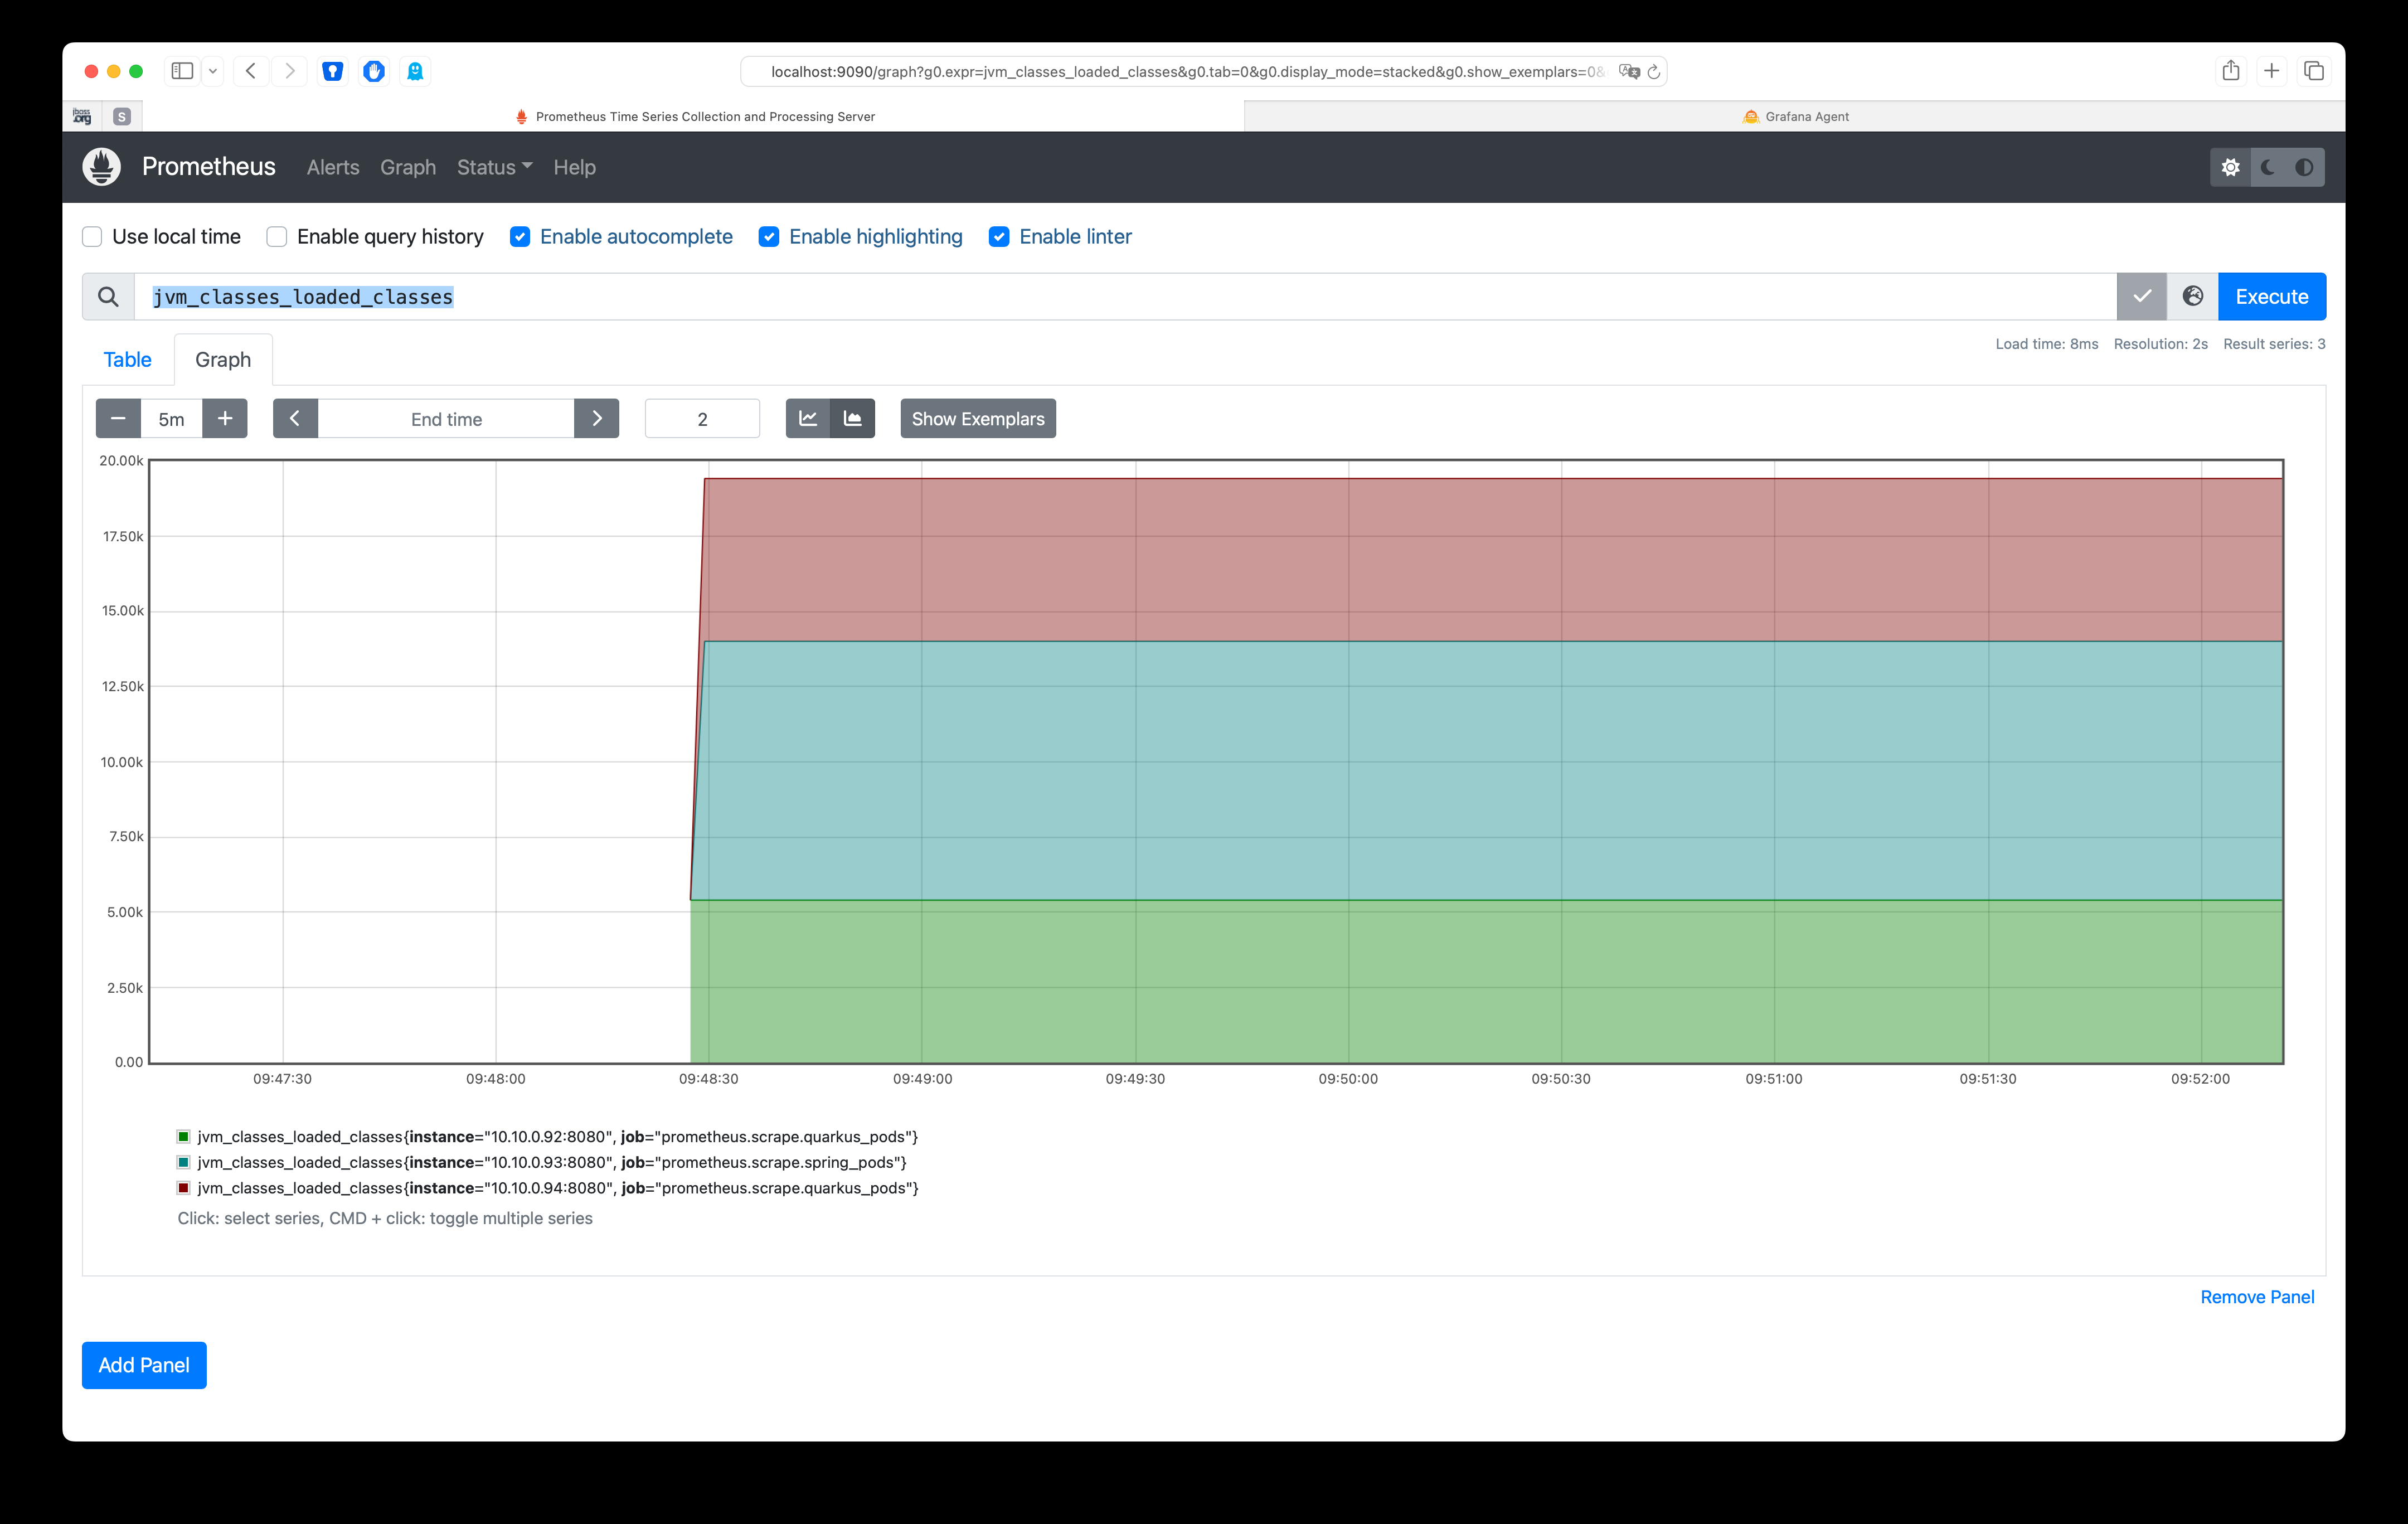 localhost:9090/graph?g0.expr=jvm_classes_loaded_classes&g0.tab=0&g0.display_mode=stacked&g0.show_exemplars=0&
jboss.org S Prometheus Time Series Collection and Processing Server Grafana Agent
Prometheus Alerts Graph Status Help
Use local time Enable query history Enable autocomplete Enable highlighting Enable linter
jvm_classes_loaded_classes Execute
Load time: 8ms Resolution: 2s Result series: 3
Table Graph
− 5m + End time 2 Show Exemplars
20.00k
17.50k
15.00k
12.50k
10.00k
7.50k
5.00k
2.50k
0.00
09:47:30 09:48:00 09:48:30 09:49:00 09:49:30 09:50:00 09:50:30 09:51:00 09:51:30 09:52:00
jvm_classes_loaded_classes{instance="10.10.0.92:8080", job="prometheus.scrape.quarkus_pods"}
jvm_classes_loaded_classes{instance="10.10.0.93:8080", job="prometheus.scrape.spring_pods"}
jvm_classes_loaded_classes{instance="10.10.0.94:8080", job="prometheus.scrape.quarkus_pods"}
Click: select series, CMD + click: toggle multiple series
Remove Panel
Add Panel